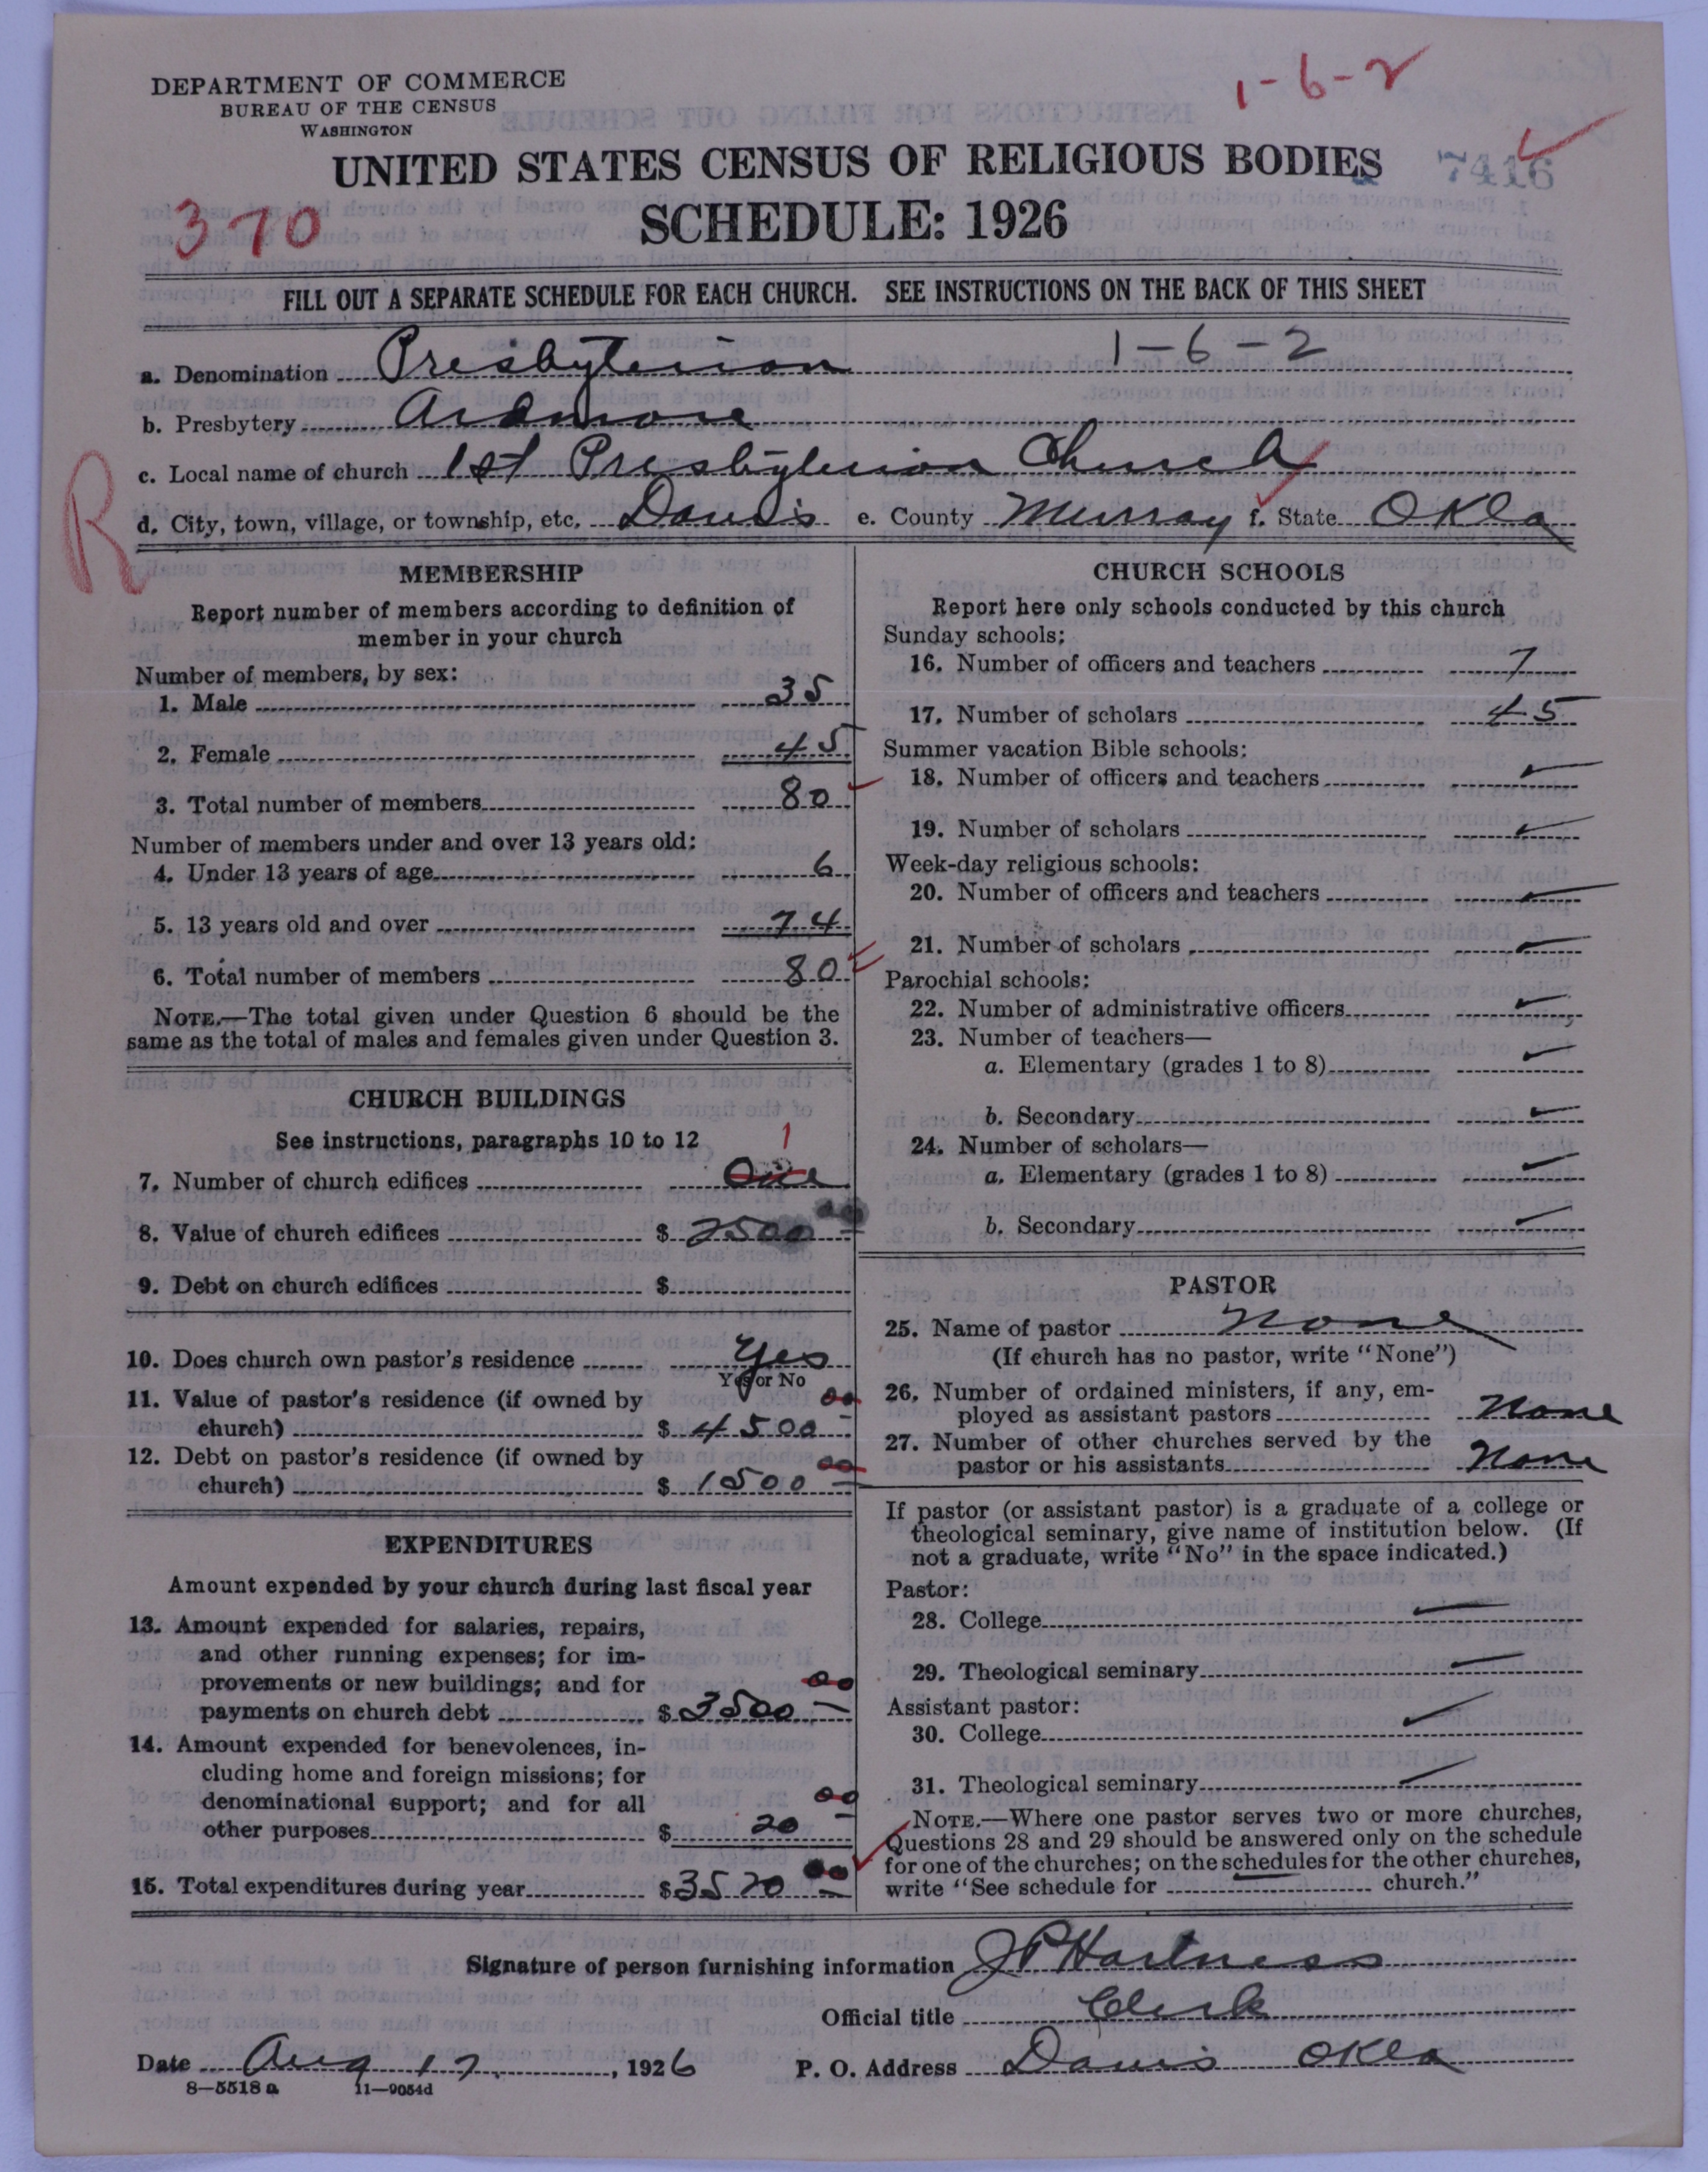 DEPARTMENT OF COMMERCE
BUREAU OF THE CENSUS
WASHINGTON
1-6-2
UNITED STATES CENSUS OF RELIGIOUS BODIES
7416
370
SCHEDULE: 1926
FILL OUT A SEPARATE SCHEDULE FOR EACH CHURCH. SEE INSTRUCTIONS ON THE BACK OF THIS SHEET
a. Denomination Presbyterian 1-6-2
b. Presbytery Ardmore
c. Local name of church 1st Presbyterian Church
R
d. City, town, village, or township, etc. Davis e. County Murray f. State Okla
MEMBERSHIP
Report number of members according to definition of
member in your church
Number of members, by sex:
1. Male 35
2. Female 45
3. Total number of members 80
Number of members under and over 13 years old:
4. Under 13 years of age 6
5. 13 years old and over 74
6. Total number of members 80
NOTE.—The total given under Question 6 should be the
same as the total of males and females given under Question 3.
CHURCH BUILDINGS
See instructions, paragraphs 10 to 12
1
7. Number of church edifices One
8. Value of church edifices $ 2500 00
9. Debt on church edifices $
10. Does church own pastor's residence Yes
Yes or No
11. Value of pastor's residence (if owned by
church) $ 4500 00
12. Debt on pastor's residence (if owned by
church) $ 1500 00
EXPENDITURES
Amount expended by your church during last fiscal year
13. Amount expended for salaries, repairs,
and other running expenses; for im-
provements or new buildings; and for
payments on church debt $ 3500 00
14. Amount expended for benevolences, in-
cluding home and foreign missions; for
denominational support; and for all
other purposes $ 20 00
15. Total expenditures during year $ 3520 00
CHURCH SCHOOLS
Report here only schools conducted by this church
Sunday schools:
16. Number of officers and teachers 7
17. Number of scholars 45
Summer vacation Bible schools:
18. Number of officers and teachers
19. Number of scholars
Week-day religious schools:
20. Number of officers and teachers
21. Number of scholars
Parochial schools:
22. Number of administrative officers
23. Number of teachers—
a. Elementary (grades 1 to 8)
b. Secondary
24. Number of scholars—
a. Elementary (grades 1 to 8)
b. Secondary
PASTOR
25. Name of pastor None
(If church has no pastor, write "None")
26. Number of ordained ministers, if any, em-
ployed as assistant pastors None
27. Number of other churches served by the
pastor or his assistants None
If pastor (or assistant pastor) is a graduate of a college or
theological seminary, give name of institution below. (If
not a graduate, write "No" in the space indicated.)
Pastor:
28. College
29. Theological seminary
Assistant pastor:
30. College
31. Theological seminary
NOTE.—Where one pastor serves two or more churches,
Questions 28 and 29 should be answered only on the schedule
for one of the churches; on the schedules for the other churches,
write "See schedule for church."
Signature of person furnishing information J P Hartness
Official title Clerk
Date Aug 17, 1926 P. O. Address Davis Okla
8—5518 a 11—9054d